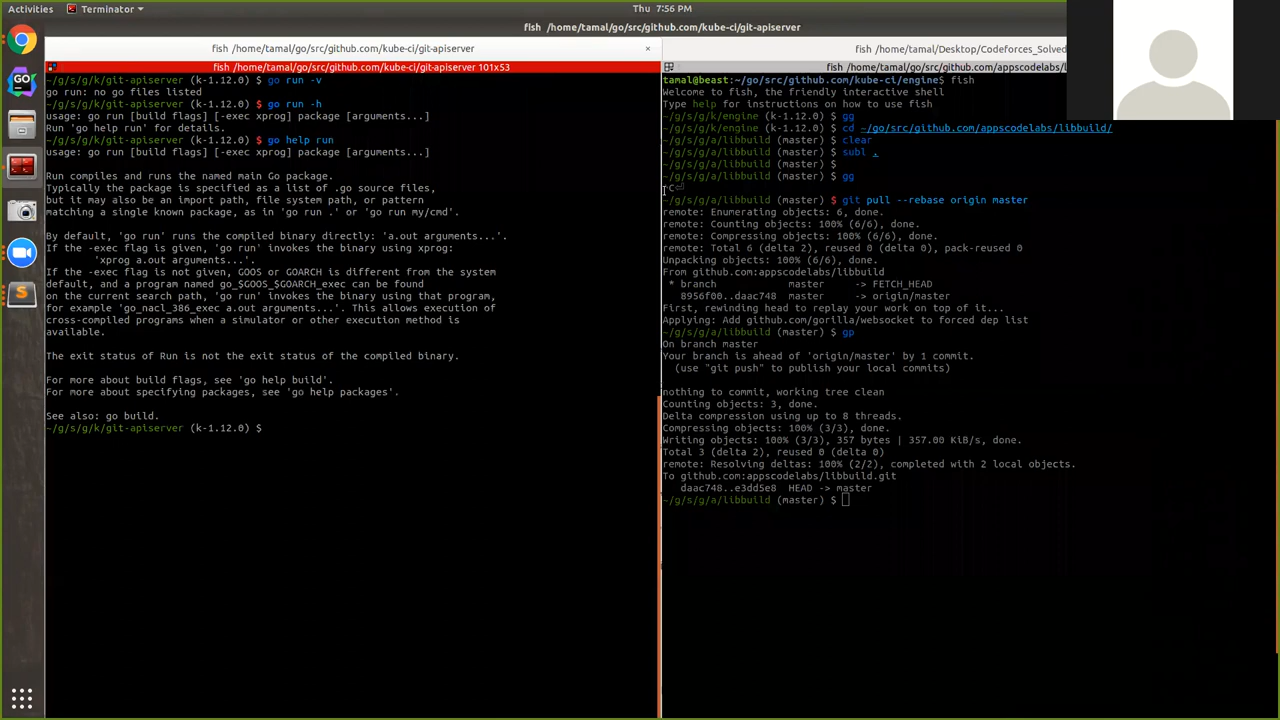 Activities
Terminator
Thu 7:56 PM
fish /home/tamal/go/src/github.com/kube-ci/git-apiserver
fish /home/tamal/go/src/github.com/kube-ci/git-apiserver ×
fish /home/tamal/go/src/github.com/kube-ci/git-apiserver 101x53
~/g/s/g/k/git-apiserver (k-1.12.0) $ go run -v
go run: no go files listed
~/g/s/g/k/git-apiserver (k-1.12.0) $ go run -h
usage: go run [build flags] [-exec xprog] package [arguments...]
Run 'go help run' for details.
~/g/s/g/k/git-apiserver (k-1.12.0) $ go help run
usage: go run [build flags] [-exec xprog] package [arguments...]
Run compiles and runs the named main Go package.
Typically the package is specified as a list of .go source files,
but it may also be an import path, file system path, or pattern
matching a single known package, as in 'go run .' or 'go run my/cmd'.
By default, 'go run' runs the compiled binary directly: 'a.out arguments...'.
If the -exec flag is given, 'go run' invokes the binary using xprog:
'xprog a.out arguments...'.
If the -exec flag is not given, GOOS or GOARCH is different from the system
default, and a program named go_$GOOS_$GOARCH_exec can be found
on the current search path, 'go run' invokes the binary using that program,
for example 'go_nacl_386_exec a.out arguments...'. This allows execution of
cross-compiled programs when a simulator or other execution method is
available.
The exit status of Run is not the exit status of the compiled binary.
For more about build flags, see 'go help build'.
For more about specifying packages, see 'go help packages'.
See also: go build.
~/g/s/g/k/git-apiserver (k-1.12.0) $
fish /home/tamal/Desktop/Codeforces_Solved
fish /home/tamal/go/src/github.com/appscodelabs/l
tamal@beast:~/go/src/github.com/kube-ci/engine$ fish
Welcome to fish, the friendly interactive shell
Type help for instructions on how to use fish
~/g/s/g/k/engine (k-1.12.0) $ gg
~/g/s/g/k/engine (k-1.12.0) $ cd ~/go/src/github.com/appscodelabs/libbuild/
~/g/s/g/a/libbuild (master) $ clear
~/g/s/g/a/libbuild (master) $ subl .
~/g/s/g/a/libbuild (master) $
~/g/s/g/a/libbuild (master) $ gg
^C⏎
~/g/s/g/a/libbuild (master) $ git pull --rebase origin master
remote: Enumerating objects: 6, done.
remote: Counting objects: 100% (6/6), done.
remote: Compressing objects: 100% (6/6), done.
remote: Total 6 (delta 2), reused 0 (delta 0), pack-reused 0
Unpacking objects: 100% (6/6), done.
From github.com:appscodelabs/libbuild
* branch master -> FETCH_HEAD
8956f00..daac748 master -> origin/master
First, rewinding head to replay your work on top of it...
Applying: Add github.com/gorilla/websocket to forced dep list
~/g/s/g/a/libbuild (master) $ gp
On branch master
Your branch is ahead of 'origin/master' by 1 commit.
(use "git push" to publish your local commits)
nothing to commit, working tree clean
Counting objects: 3, done.
Delta compression using up to 8 threads.
Compressing objects: 100% (3/3), done.
Writing objects: 100% (3/3), 357 bytes | 357.00 KiB/s, done.
Total 3 (delta 2), reused 0 (delta 0)
remote: Resolving deltas: 100% (2/2), completed with 2 local objects.
To github.com:appscodelabs/libbuild.git
daac748..e3dd5e8 HEAD -> master
~/g/s/g/a/libbuild (master) $